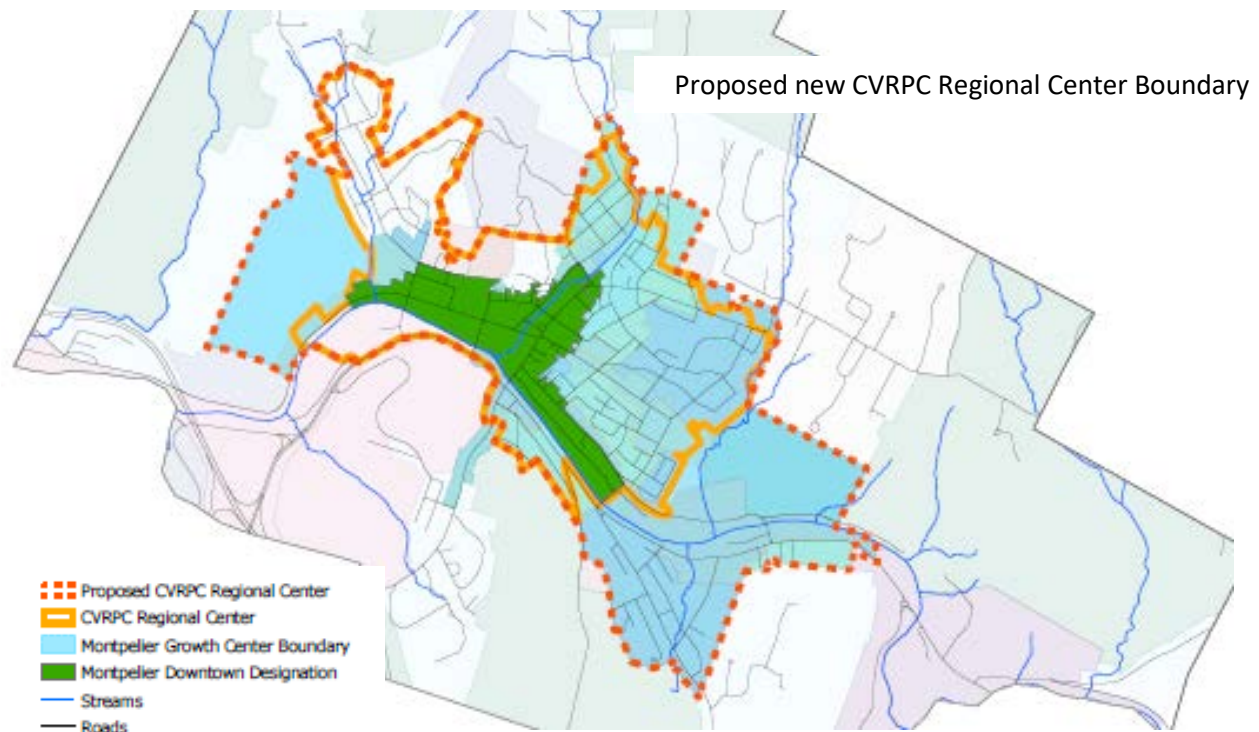 Proposed new CVRPC Regional Center Boundary
Proposed CVRPC Regional Center
CVRPC Regional Center
Montpelier Growth Center Boundary
Montpelier Downtown Designation
Streams
Roads